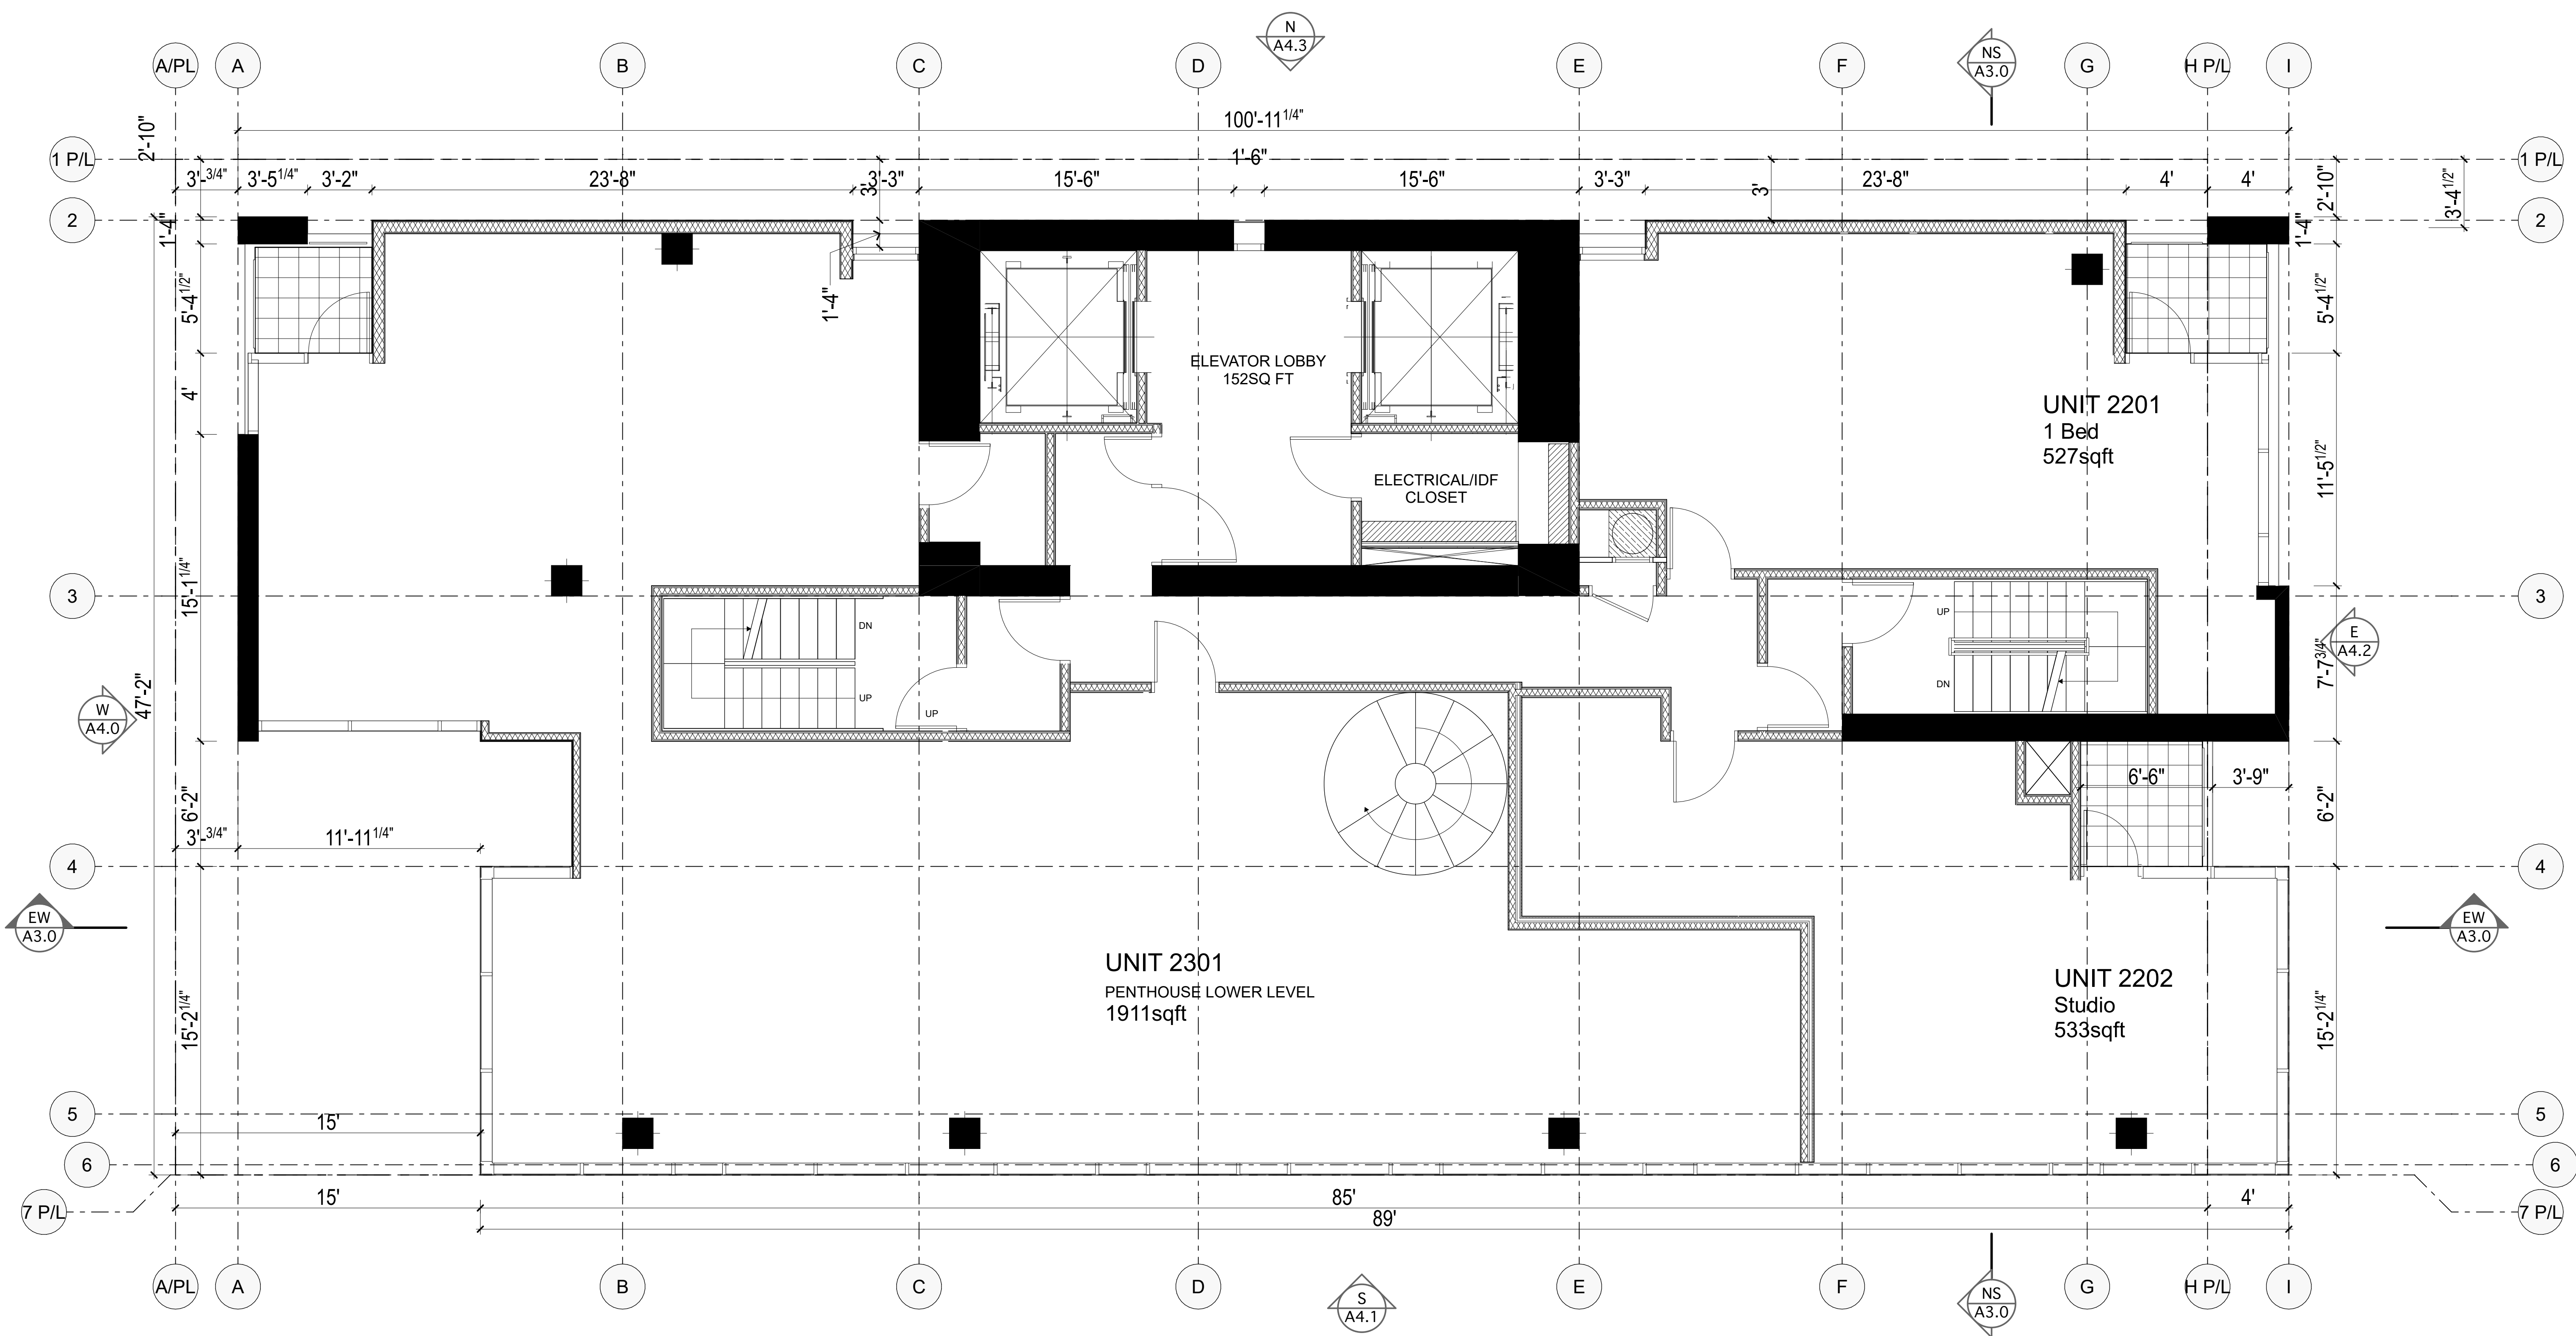 N
A4.3
NS
A3.0
A/PL
A
B
C
D
E
F
G
H P/L
I
100'-11 1/4"
2'-10"
1 P/L
1'-6"
1 P/L
3'-3/4"
3'-5 1/4"
3'-2"
23'-8"
3'-3"
15'-6"
15'-6"
3'-3"
23'-8"
4'
4'
3'
3'
2'-10"
3'-4 1/2"
2
1'-4"
1'-4"
2
5'-4 1/2"
1'-4"
5'-4 1/2"
ELEVATOR LOBBY
152SQ FT
4'
UNIT 2201
1 Bed
527sqft
ELECTRICAL/IDF
CLOSET
11'-5 1/2"
3
15'-1 1/4"
3
DN
UP
UP
UP
DN
E
A4.2
7'-7 3/4"
47'-2"
W
A4.0
6'-2"
6'-6"
3'-9"
6'-2"
3'-3/4"
11'-11 1/4"
4
4
EW
A3.0
EW
A3.0
UNIT 2301
PENTHOUSE LOWER LEVEL
1911sqft
UNIT 2202
Studio
533sqft
15'-2 1/4"
15'-2 1/4"
5
15'
5
6
6
7 P/L
15'
85'
4'
7 P/L
89'
A/PL
A
B
C
D
E
F
G
H P/L
I
S
A4.1
NS
A3.0